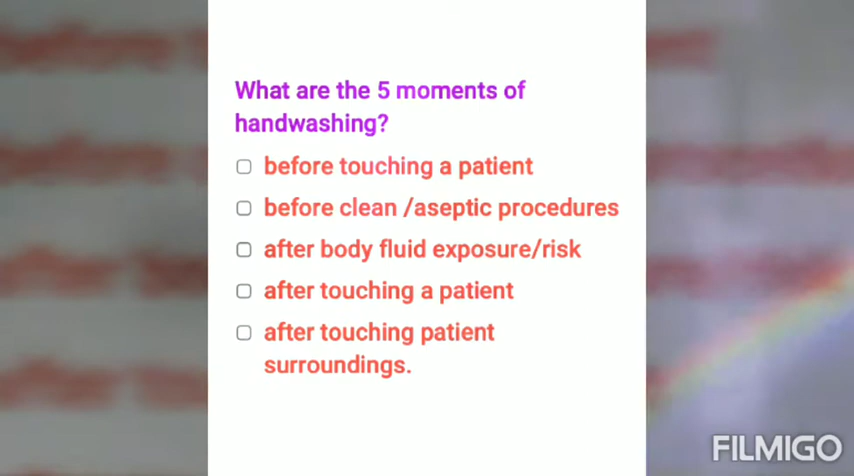 What are the 5 moments of
handwashing?
before touching a patient
before clean /aseptic procedures
after body fluid exposure/risk
after touching a patient
after touching patient
surroundings.
FILMIGO